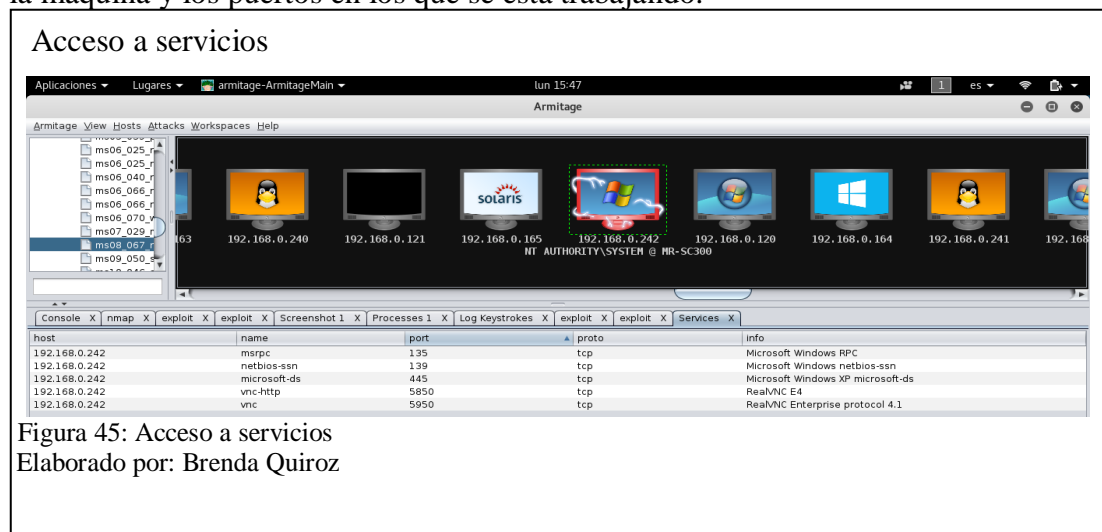 la máquina y los puertos en los que se está trabajando.
Acceso a servicios
Aplicaciones Lugares armitage-ArmitageMain lun 15:47 1 es
Armitage
Armitage View Hosts Attacks Workspaces Help
ms06_025_r
ms06_025_r
ms06_040_r
ms06_066_r
ms06_066_r
ms06_070_w
ms07_029_r
ms08_067_r
ms09_050_s
solaris
163 192.168.0.240 192.168.0.121 192.168.0.165 192.168.0.242 192.168.0.120 192.168.0.164 192.168.0.241 192.168
NT AUTHORITY\SYSTEM @ MR-SC300
Console X nmap X exploit X exploit X Screenshot 1 X Processes 1 X Log Keystrokes X exploit X exploit X Services X
host name port proto info
192.168.0.242 msrpc 135 tcp Microsoft Windows RPC
192.168.0.242 netbios-ssn 139 tcp Microsoft Windows netbios-ssn
192.168.0.242 microsoft-ds 445 tcp Microsoft Windows XP microsoft-ds
192.168.0.242 vnc-http 5850 tcp RealVNC E4
192.168.0.242 vnc 5950 tcp RealVNC Enterprise protocol 4.1
Figura 45: Acceso a servicios
Elaborado por: Brenda Quiroz